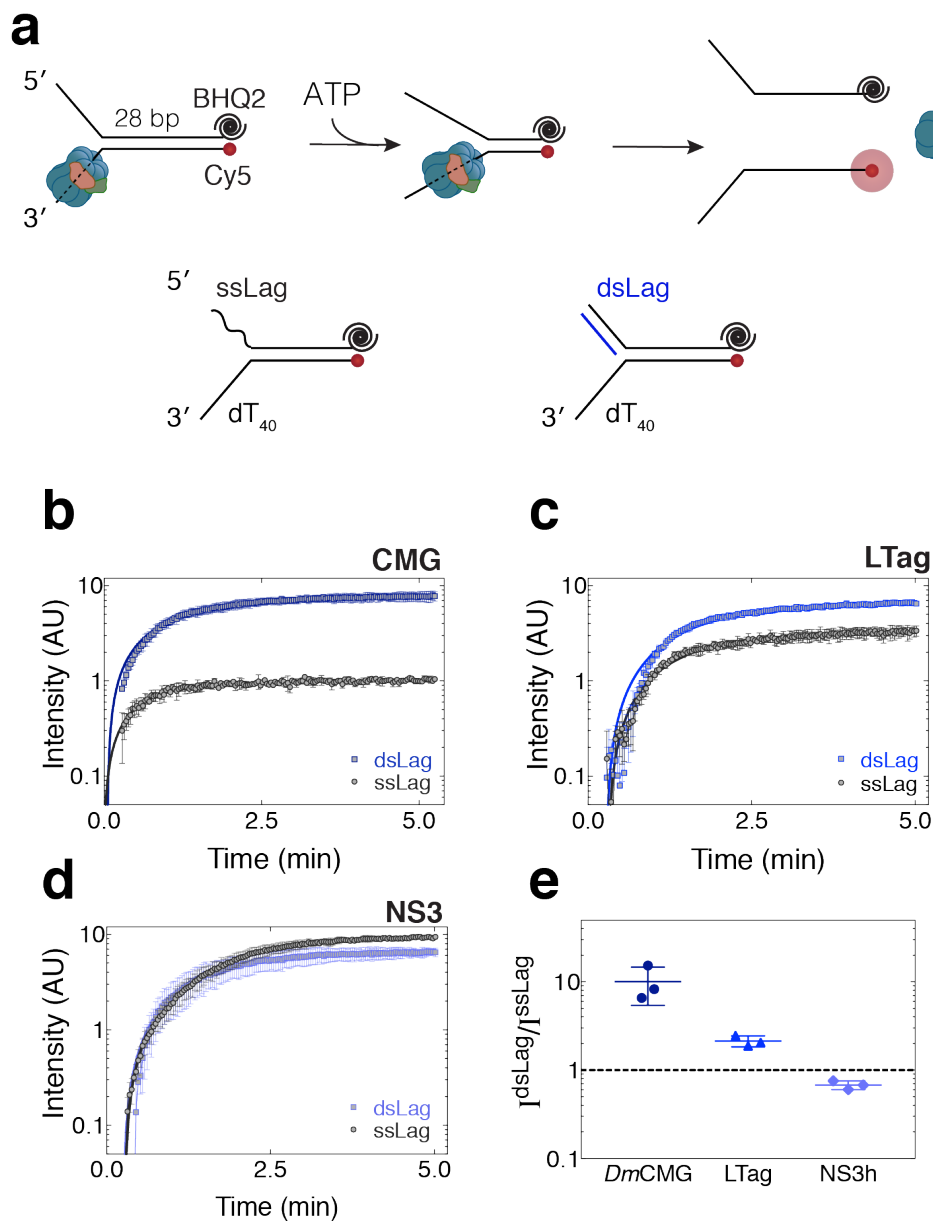 a
5′
BHQ2
28 bp
ATP
Cy5
3′
5′
ssLag
dsLag
3′
dT40
3′
dT40
b
CMG
Intensity (AU)
10
1
0.1
dsLag
ssLag
0.0
2.5
5.0
Time (min)
c
LTag
Intensity (AU)
10
1
0.1
dsLag
ssLag
0.0
2.5
5.0
Time (min)
d
NS3
Intensity (AU)
10
1
0.1
dsLag
ssLag
0.0
2.5
5.0
Time (min)
e
IdsLag/IssLag
10
1
0.1
DmCMG
LTag
NS3h